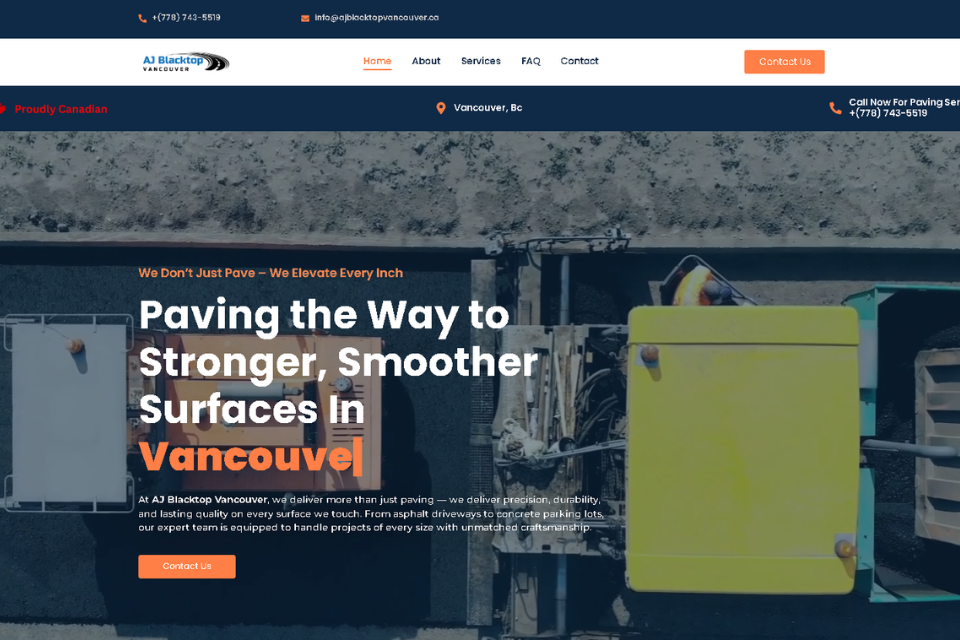 +(778) 743-5519
info@ajblacktopvancouver.ca
AJ Blacktop
VANCOUVER
Home
About
Services
FAQ
Contact
Contact Us
Proudly Canadian
Vancouver, Bc
Call Now For Paving Ser
+(778) 743-5519
We Don't Just Pave – We Elevate Every Inch
Paving the Way to
Stronger, Smoother
Surfaces In
Vancouve
At AJ Blacktop Vancouver, we deliver more than just paving — we deliver precision, durability,
and lasting quality on every surface we touch. From asphalt driveways to concrete parking lots,
our expert team is equipped to handle projects of every size with unmatched craftsmanship.
Contact Us